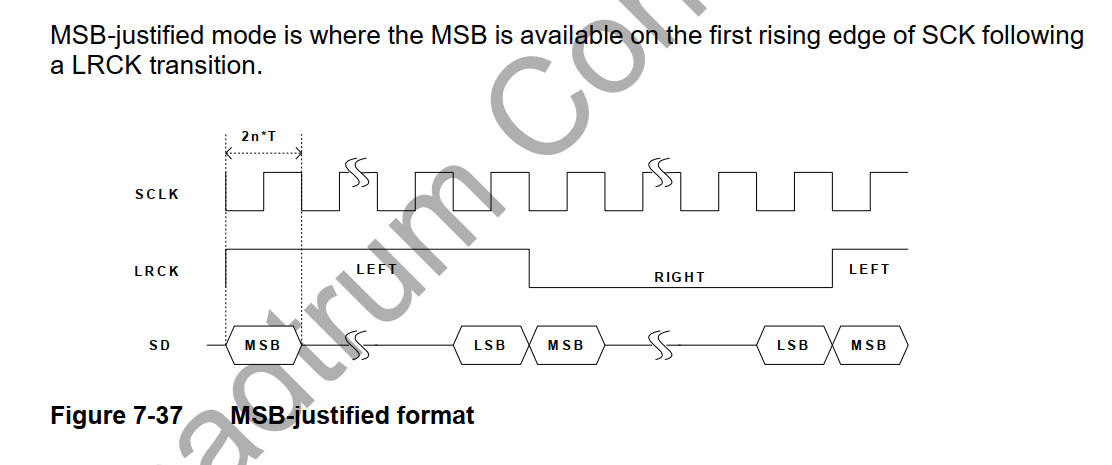 MSB-justified mode is where the MSB is available on the first rising edge of SCK following
a LRCK transition.
2n*T
SCLK
LRCK
LEFT
RIGHT
LEFT
SD
MSB
LSB
MSB
LSB
MSB
Figure 7-37 MSB-justified format